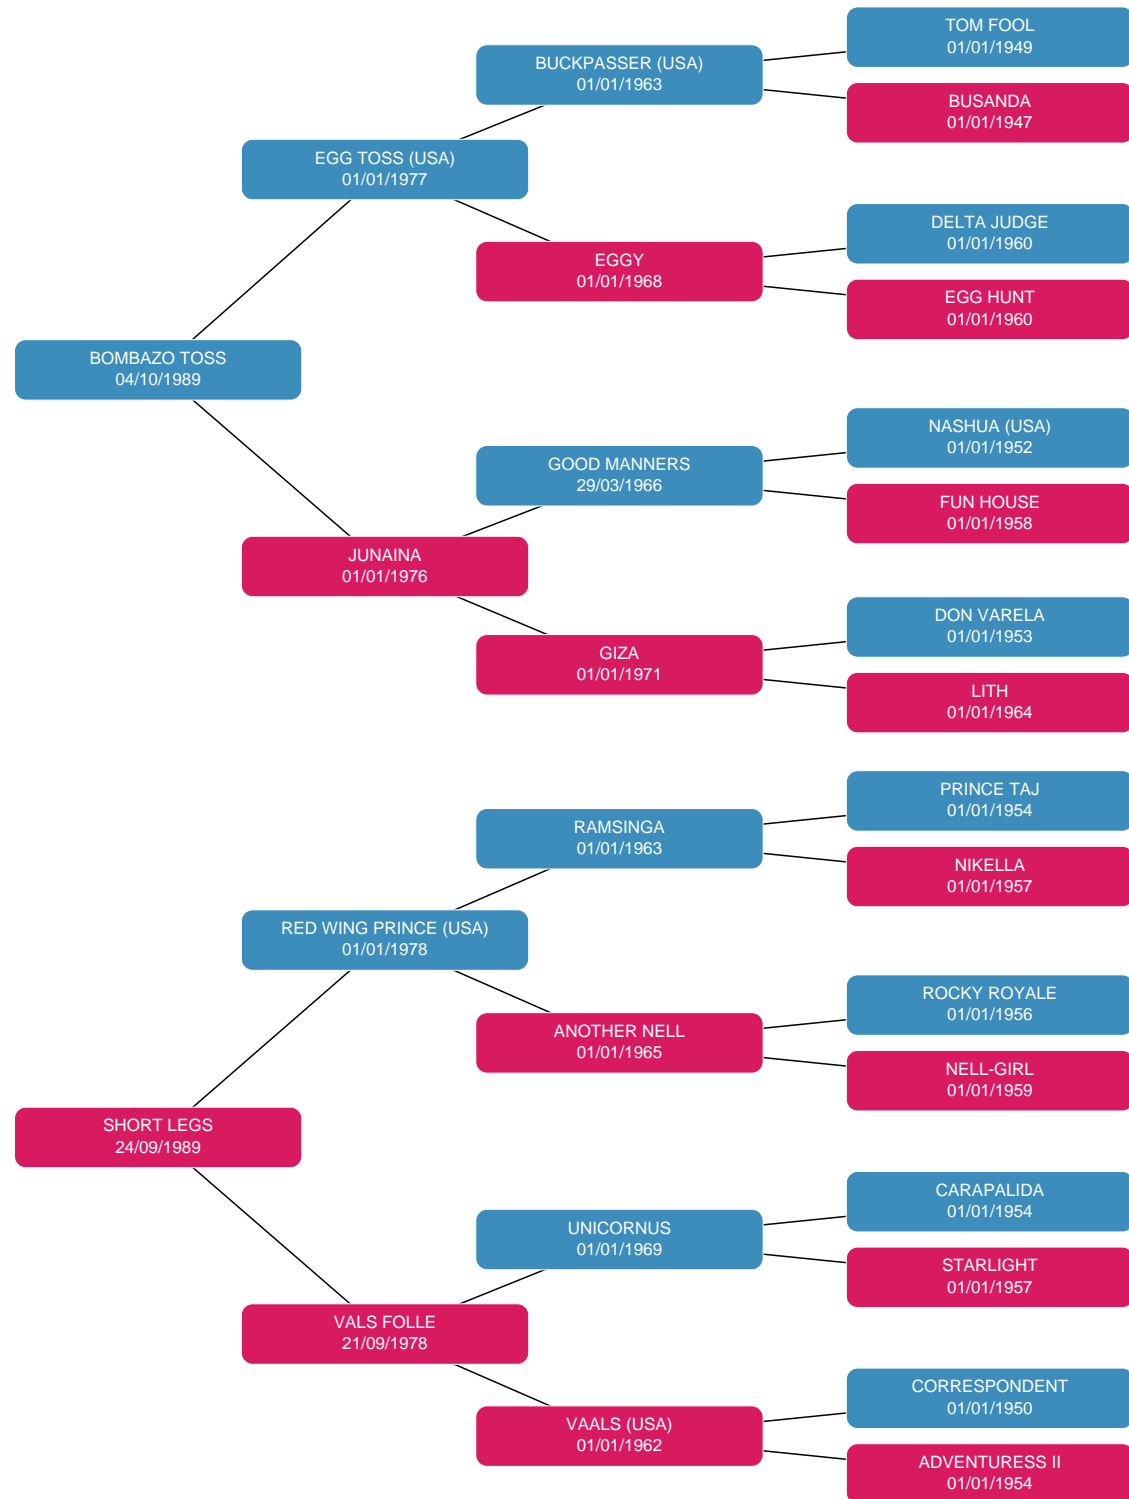 TOM FOOL
01/01/1949
BUCKPASSER (USA)
01/01/1963
BUSANDA
01/01/1947
EGG TOSS (USA)
01/01/1977
DELTA JUDGE
01/01/1960
EGGY
01/01/1968
EGG HUNT
01/01/1960
BOMBAZO TOSS
04/10/1989
NASHUA (USA)
01/01/1952
GOOD MANNERS
29/03/1966
FUN HOUSE
01/01/1958
JUNAINA
01/01/1976
DON VARELA
01/01/1953
GIZA
01/01/1971
LITH
01/01/1964
PRINCE TAJ
01/01/1954
RAMSINGA
01/01/1963
NIKELLA
01/01/1957
RED WING PRINCE (USA)
01/01/1978
ROCKY ROYALE
01/01/1956
ANOTHER NELL
01/01/1965
NELL-GIRL
01/01/1959
SHORT LEGS
24/09/1989
CARAPALIDA
01/01/1954
UNICORNUS
01/01/1969
STARLIGHT
01/01/1957
VALS FOLLE
21/09/1978
CORRESPONDENT
01/01/1950
VAALS (USA)
01/01/1962
ADVENTURESS II
01/01/1954